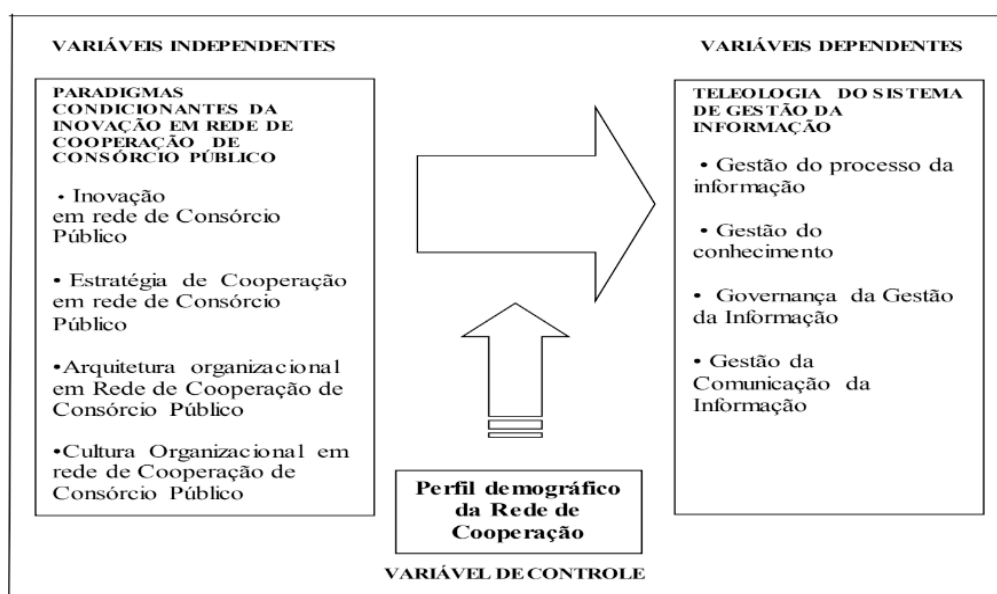 VARIÁVEIS INDEPENDENTES
PARADIGMAS
CONDICIONANTES DA
INOVAÇÃO EM REDE DE
COOPERAÇÃO DE
CONSÓRCIO PÚBLICO
• Inovação
em rede de Consórcio
Público
• Estratégia de Cooperação
em rede de Consórcio
Público
•Arquitetura organizacional
em Rede de Cooperação de
Consórcio Público
•Cultura Organizacional em
rede de Cooperação de
Consórcio Público
Perfil demográfico
da Rede de
Cooperação
VARIÁVEL DE CONTROLE
VARIÁVEIS DEPENDENTES
TELEOLOGIA DO SISTEMA
DE GESTÃO DA
INFORMAÇÃO
• Gestão do processo da
informação
• Gestão do
conhecimento
• Governança da Gestão
da Informação
• Gestão da
Comunicação da
Informação